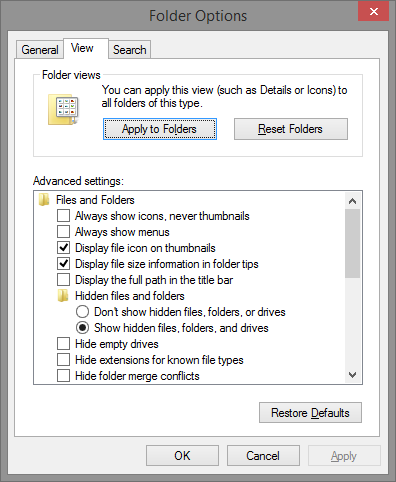 Folder Options
General
View
Search
Folder views
You can apply this view (such as Details or Icons) to
all folders of this type.
Apply to Folders
Reset Folders
Advanced settings:
Files and Folders
Always show icons, never thumbnails
Always show menus
Display file icon on thumbnails
Display file size information in folder tips
Display the full path in the title bar
Hidden files and folders
Don't show hidden files, folders, or drives
Show hidden files, folders, and drives
Hide empty drives
Hide extensions for known file types
Hide folder merge conflicts
Restore Defaults
OK
Cancel
Apply